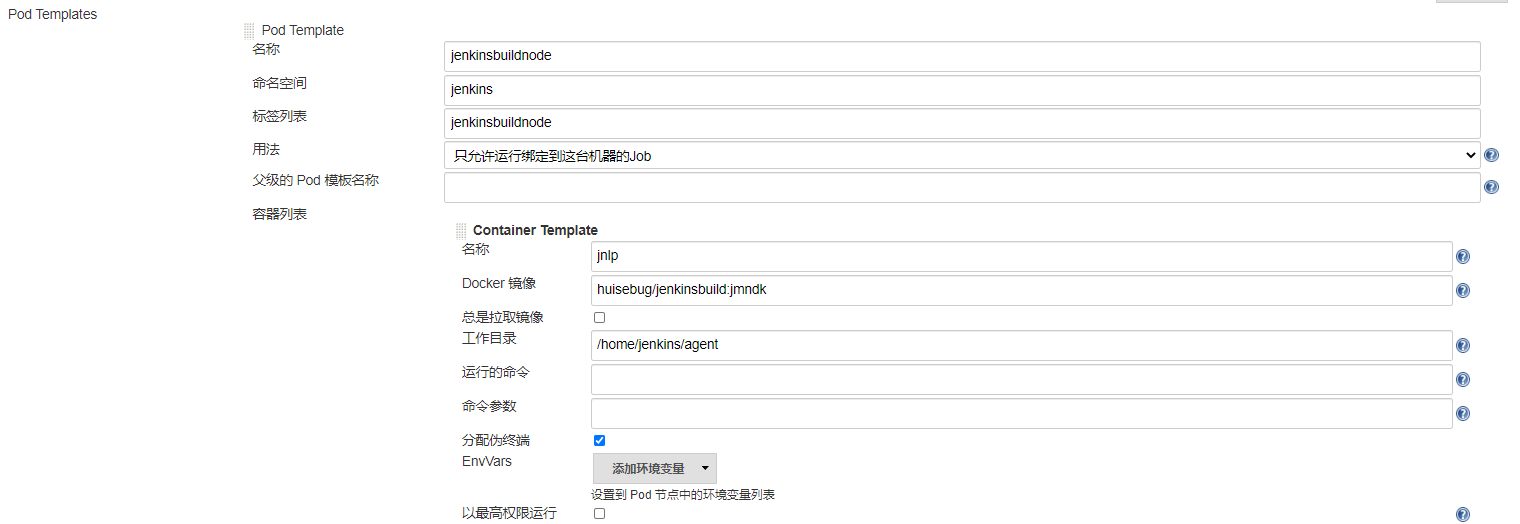 Pod Templates
Pod Template
名称
jenkinsbuildnode
命名空间
jenkins
标签列表
jenkinsbuildnode
用法
只允许运行绑定到这台机器的Job
父级的 Pod 模板名称
容器列表
Container Template
名称
jnlp
Docker 镜像
huisebug/jenkinsbuild:jmndk
总是拉取镜像
工作目录
/home/jenkins/agent
运行的命令
命令参数
分配伪终端
EnvVars
添加环境变量
设置到 Pod 节点中的环境变量列表
以最高权限运行